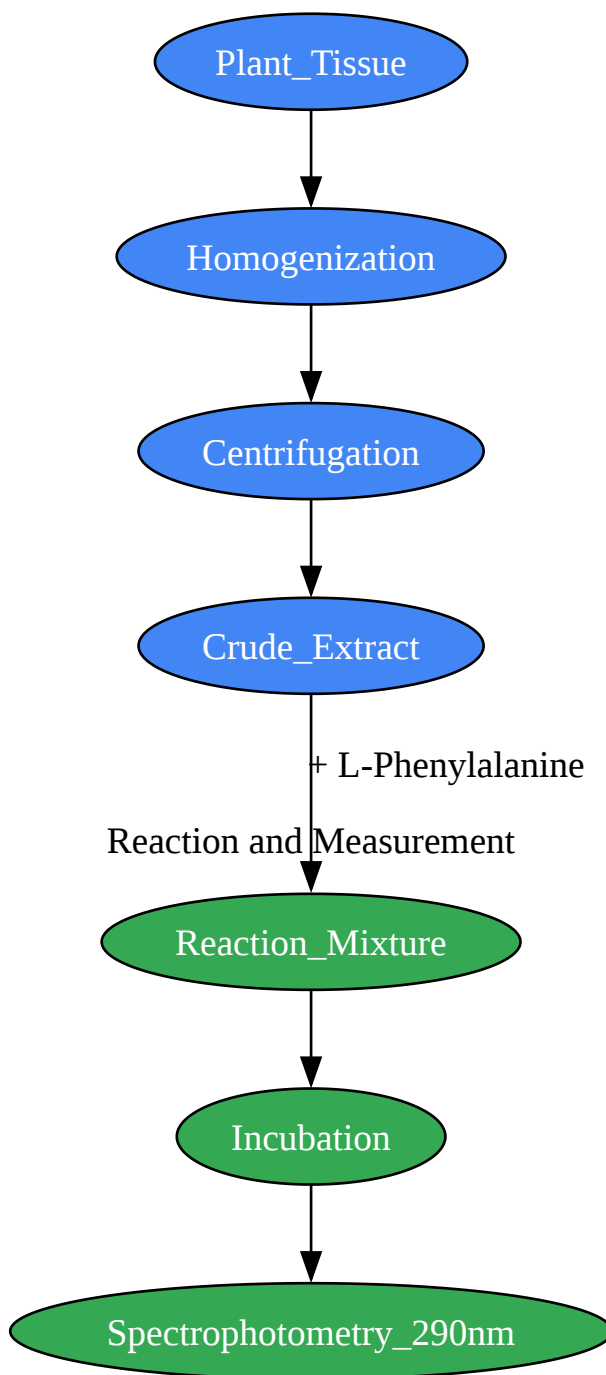 Plant_Tissue
Homogenization
Centrifugation
Crude_Extract
+ L-Phenylalanine
Reaction and Measurement
Reaction_Mixture
Incubation
Spectrophotometry_290nm